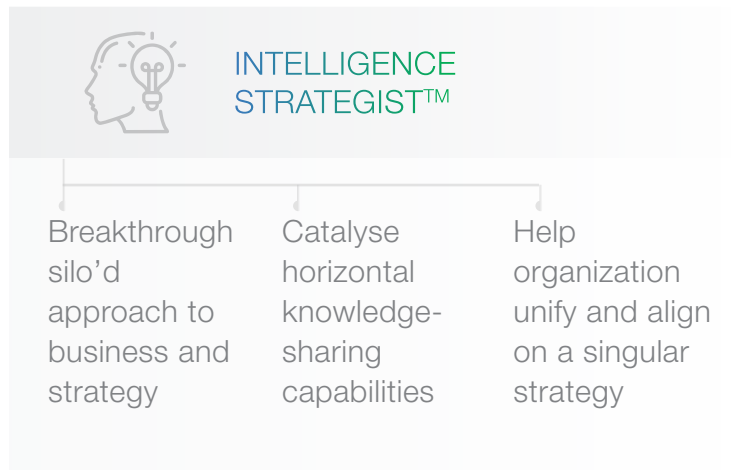 INTELLIGENCE
STRATEGIST™
Breakthrough
silo’d
approach to
business and
strategy
Catalyse
horizontal
knowledge-
sharing
capabilities
Help
organization
unify and align
on a singular
strategy